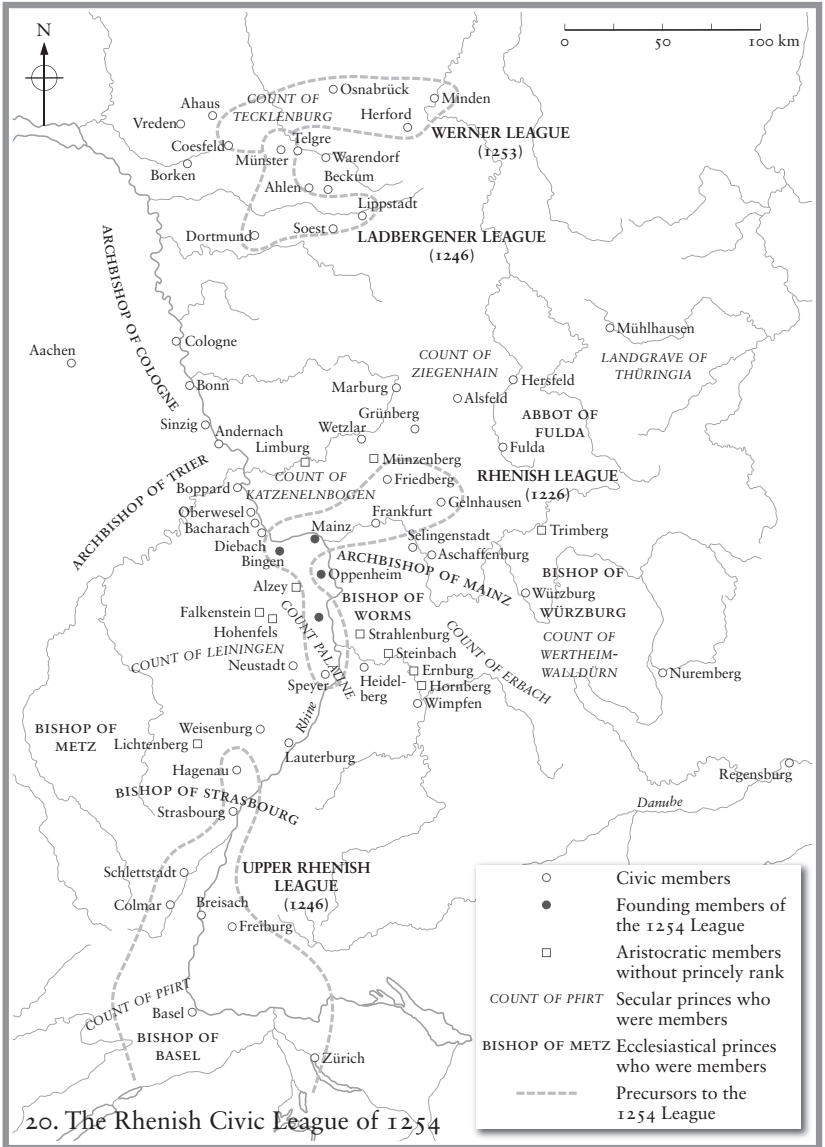 N
0 50 100 km
Osnabrück
Minden
Ahaus
COUNT OF
TECKLENBURG
Herford
Vreden
WERNER LEAGUE
(1253)
Coesfeld
Telgte
Münster
Warendorf
Borken
Beckum
Ahlen
Lippstadt
Dortmund
Soest
LADBERGENER LEAGUE
(1246)
ARCHBISHOP OF COLOGNE
Mühlhausen
Cologne
Aachen
COUNT OF
ZIEGENHAIN
LANDGRAVE OF
THÜRINGIA
Bonn
Marburg
Hersfeld
Alsfeld
ABBOT OF
FULDA
Grünberg
Sinzig
Andernach
Wetzlar
Limburg
Fulda
Münzenberg
ARCHBISHOP OF TRIER
RHENISH LEAGUE
(1226)
COUNT OF
KATZENELNBOGEN
Friedberg
Boppard
Gelnhausen
Oberwesel
Frankfurt
Bacharach
Mainz
Trimberg
Diebach
Selingenstadt
Bingen
Aschaffenburg
ARCHBISHOP OF MAINZ
Oppenheim
BISHOP OF
WÜRZBURG
Würzburg
Alzey
BISHOP OF
WORMS
Falkenstein
Hohenfels
COUNT PALATINE
Strahlenburg
COUNT OF ERBACH
COUNT OF
WERTHEIM-
WALLDÜRN
COUNT OF LEININGEN
Steinbach
Neustadt
Ernburg
Nuremberg
Speyer
Heidel-
berg
Hornberg
Wimpfen
Rhine
BISHOP OF
METZ
Weisenburg
Lichtenberg
Lauterburg
Hagenau
Regensburg
BISHOP OF STRASBOURG
Danube
Strasbourg
Schlettstadt
UPPER RHENISH
LEAGUE
(1246)
Colmar
Breisach
Freiburg
COUNT OF PFIRT
Basel
BISHOP OF
BASEL
Zürich
Civic members
Founding members of
the 1254 League
Aristocratic members
without princely rank
COUNT OF PFIRT Secular princes who
were members
BISHOP OF METZ Ecclesiastical princes
who were members
Precursors to the
1254 League
20. The Rhenish Civic League of 1254